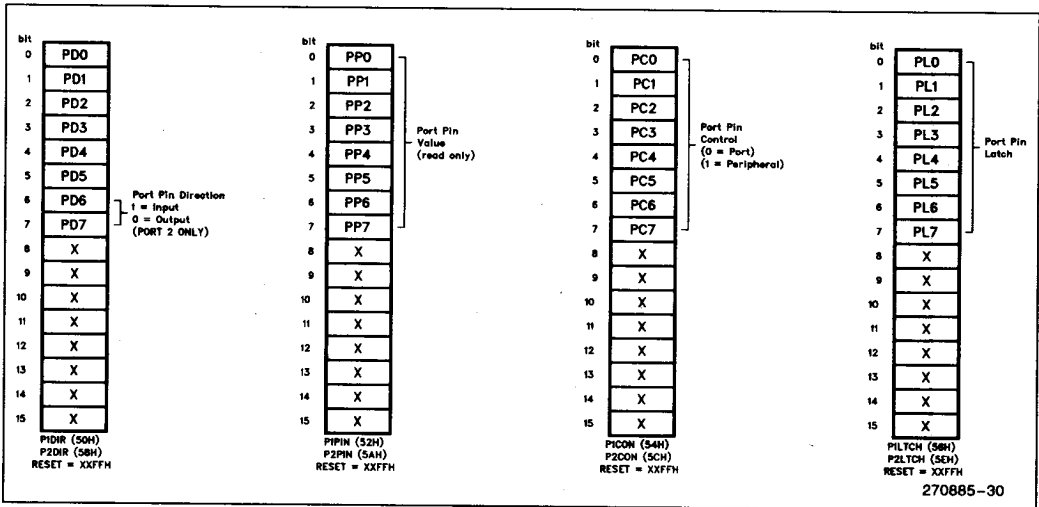 bit
0 PD0
1 PD1
2 PD2
3 PD3
4 PD4
5 PD5
6 PD6
7 PD7
8 X
9 X
10 X
11 X
12 X
13 X
14 X
15 X
Port Pin Direction
1 = Input
0 = Output
(PORT 2 ONLY)
P1DIR (50H)
P2DIR (58H)
RESET = XXFFH
bit
0 PP0
1 PP1
2 PP2
3 PP3
4 PP4
5 PP5
6 PP6
7 PP7
8 X
9 X
10 X
11 X
12 X
13 X
14 X
15 X
Port Pin
Value
(read only)
P1PIN (52H)
P2PIN (5AH)
RESET = XXFFH
bit
0 PC0
1 PC1
2 PC2
3 PC3
4 PC4
5 PC5
6 PC6
7 PC7
8 X
9 X
10 X
11 X
12 X
13 X
14 X
15 X
Port Pin
Control
(0 = Port)
(1 = Peripheral)
P1CON (54H)
P2CON (5CH)
RESET = XXFFH
bit
0 PL0
1 PL1
2 PL2
3 PL3
4 PL4
5 PL5
6 PL6
7 PL7
8 X
9 X
10 X
11 X
12 X
13 X
14 X
15 X
Port Pin
Latch
P1LTCH (56H)
P2LTCH (5EH)
RESET = XXFFH
270885-30